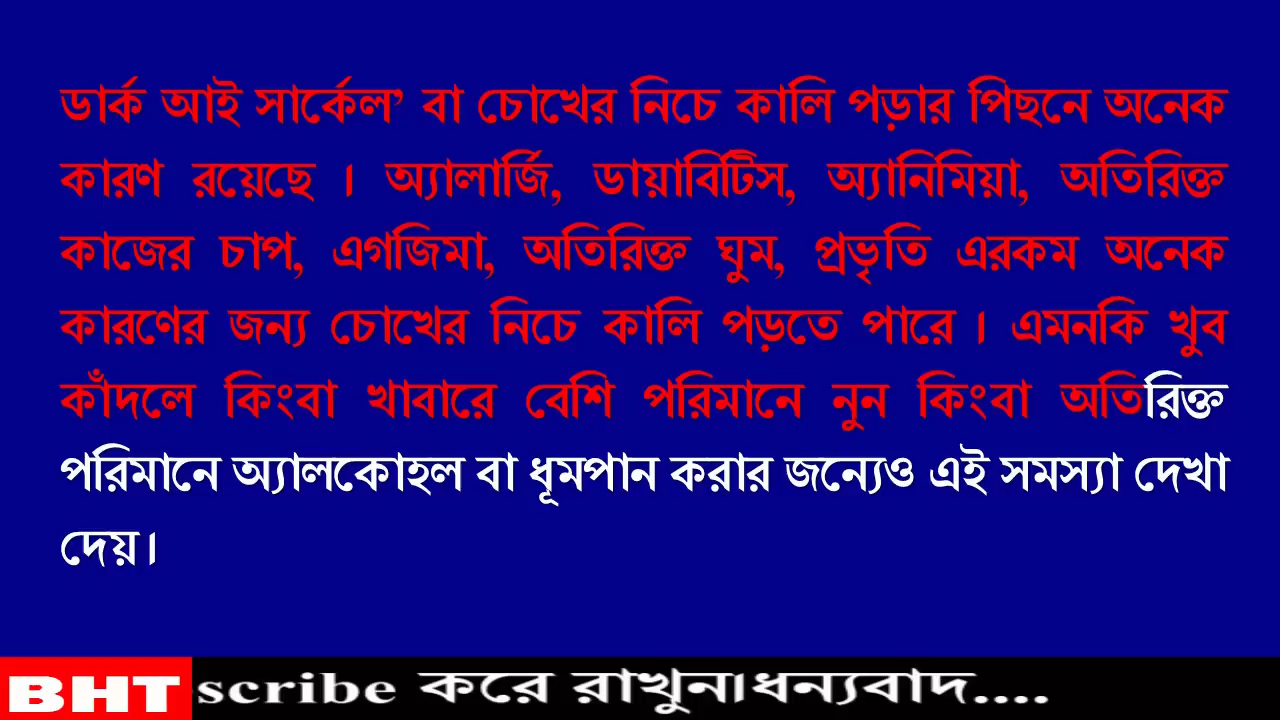 ডার্ক আই সার্কেল’ বা চোখের নিচে কালি পড়ার পিছনে অনেক
কারণ রয়েছে । অ্যালার্জি, ডায়াবিটিস, অ্যানিমিয়া, অতিরিক্ত
কাজের চাপ, এগজিমা, অতিরিক্ত ঘুম, প্রভৃতি এরকম অনেক
কারণের জন্য চোখের নিচে কালি পড়তে পারে । এমনকি খুব
কাঁদলে কিংবা খাবারে বেশি পরিমানে নুন কিংবা অতিরিক্ত
পরিমানে অ্যালকোহল বা ধূমপান করার জন্যেও এই সমস্যা দেখা
দেয়।
BHT scribe করে রাখুন।ধন্যবাদ....